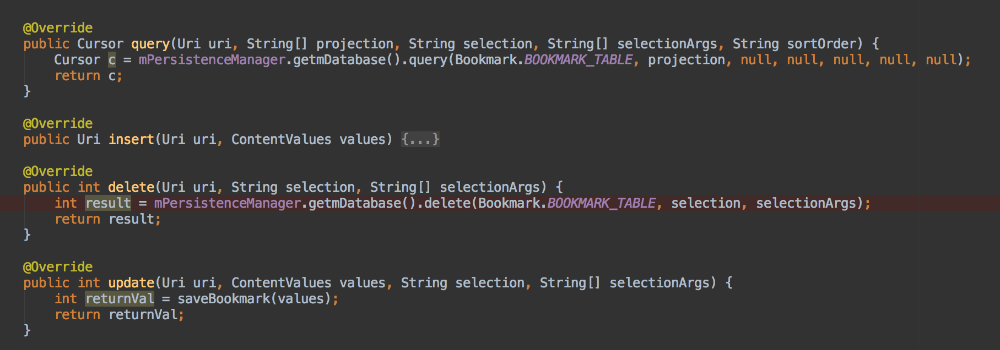 @Override
public Cursor query(Uri uri, String[] projection, String selection, String[] selectionArgs, String sortOrder) {
    Cursor c = mPersistenceManager.getmDatabase().query(Bookmark.BOOKMARK_TABLE, projection, null, null, null, null, null);
    return c;
}

@Override
public Uri insert(Uri uri, ContentValues values) {...}

@Override
public int delete(Uri uri, String selection, String[] selectionArgs) {
    int result = mPersistenceManager.getmDatabase().delete(Bookmark.BOOKMARK_TABLE, selection, selectionArgs);
    return result;
}

@Override
public int update(Uri uri, ContentValues values, String selection, String[] selectionArgs) {
    int returnVal = saveBookmark(values);
    return returnVal;
}